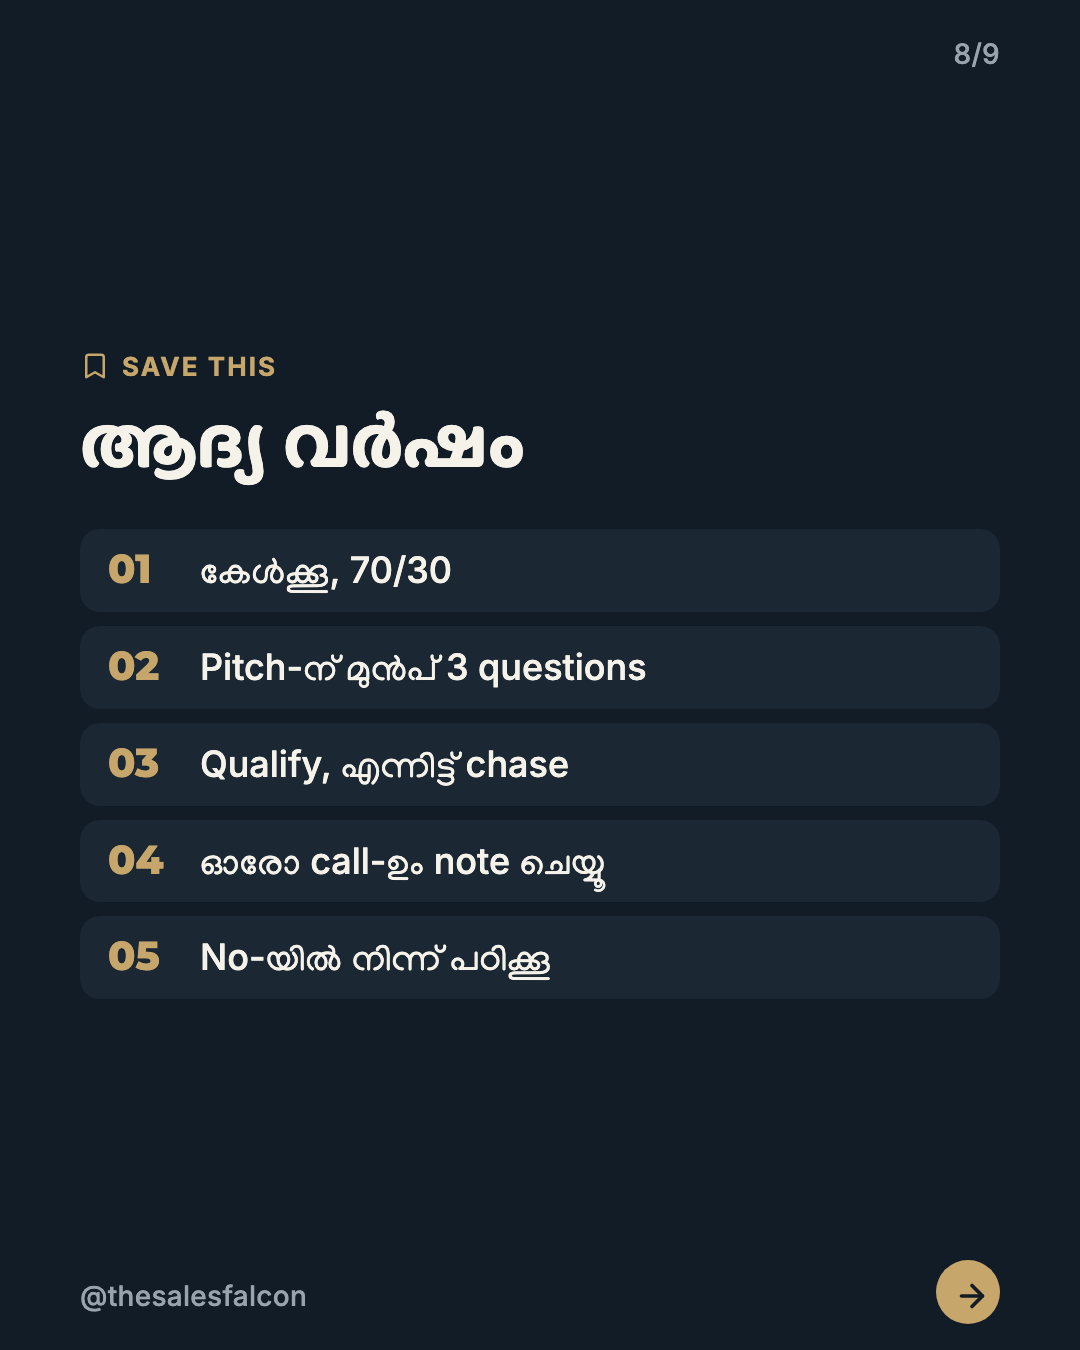 8/9
SAVE THIS
ആദ്യ വർഷം
01 കേൾക്കൂ, 70/30
02 Pitch-ന് മുൻപ് 3 questions
03 Qualify, എന്നിട്ട് chase
04 ഓരോ call-ഉം note ചെയ്യൂ
05 No-യിൽ നിന്ന് പഠിക്കൂ
@thesalesfalcon